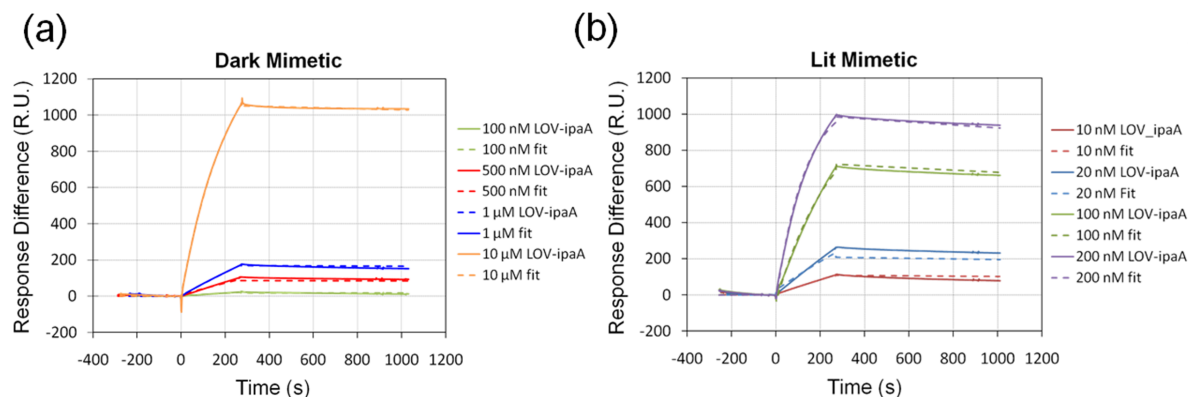 (a)
Dark Mimetic
Response Difference (R.U.)
1200
1000
800
600
400
200
0
-200
-400 -200 0 200 400 600 800 1000 1200
Time (s)
100 nM LOV-ipaA
100 nM fit
500 nM LOV-ipaA
500 nM fit
1 µM LOV-ipaA
1 µM fit
10 µM LOV-ipaA
10 µM fit
(b)
Lit Mimetic
Response Difference (R.U.)
1200
1000
800
600
400
200
0
-200
-400 -200 0 200 400 600 800 1000 1200
Time (s)
10 nM LOV_ipaA
10 nM fit
20 nM LOV-ipaA
20 nM Fit
100 nM LOV-ipaA
100 nM fit
200 nM LOV-ipaA
200 nM fit